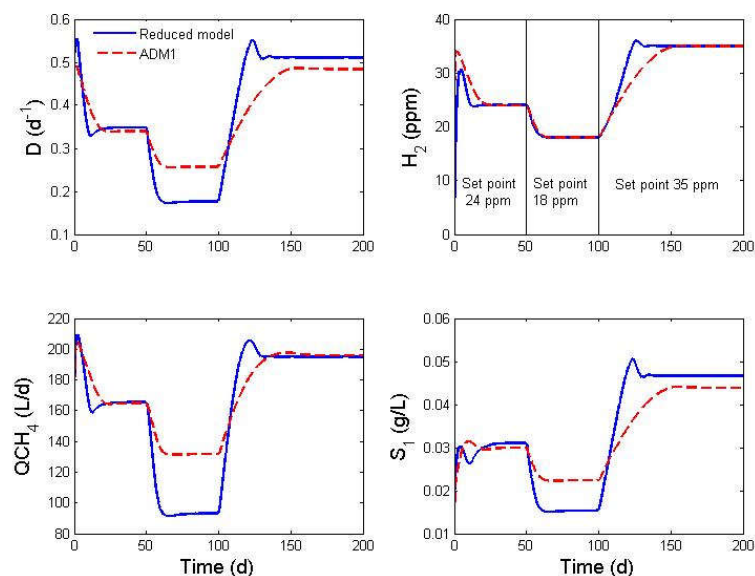 0.6
0.5
0.4
0.3
0.2
0.1
D (d-1)
Reduced model
ADM1
0 50 100 150 200
40
30
20
10
0
H2 (ppm)
Set point
24 ppm
Set point
18 ppm
Set point 35 ppm
0 50 100 150 200
220
200
180
160
140
120
100
80
QCH4 (L/d)
0 50 100 150 200
Time (d)
0.06
0.05
0.04
0.03
0.02
0.01
S1 (g/L)
0 50 100 150 200
Time (d)